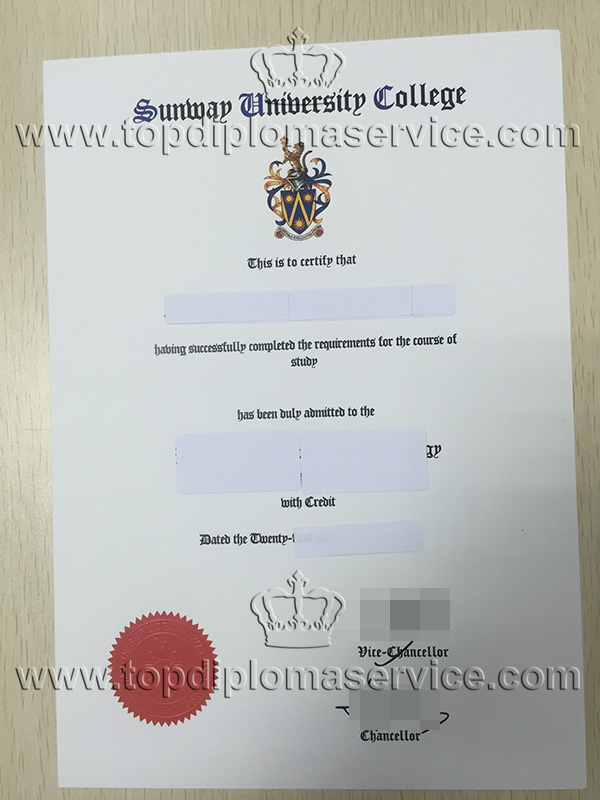 Sunway University College
www.topdiplomaservice.com
This is to certify that
having successfully completed the requirements for the course of
study
has been duly admitted to the
gy
with Credit
Dated the Twenty-
Vice-Chancellor
www.topdiplomaservice.com
Chancellor